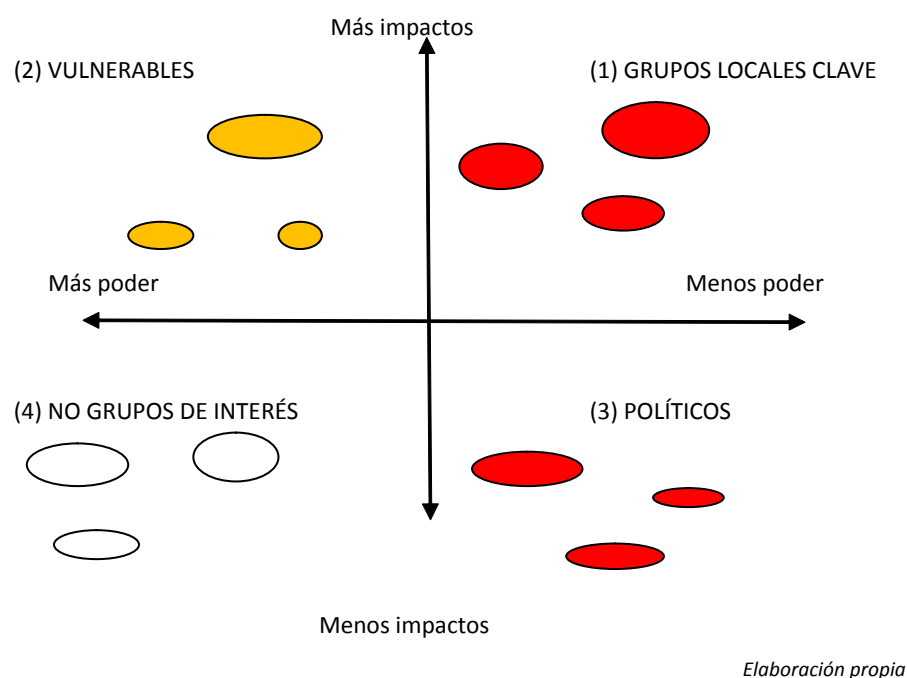 Más impactos
(2) VULNERABLES
(1) GRUPOS LOCALES CLAVE
Más poder
Menos poder
(4) NO GRUPOS DE INTERÉS
(3) POLÍTICOS
Menos impactos
Elaboración propia